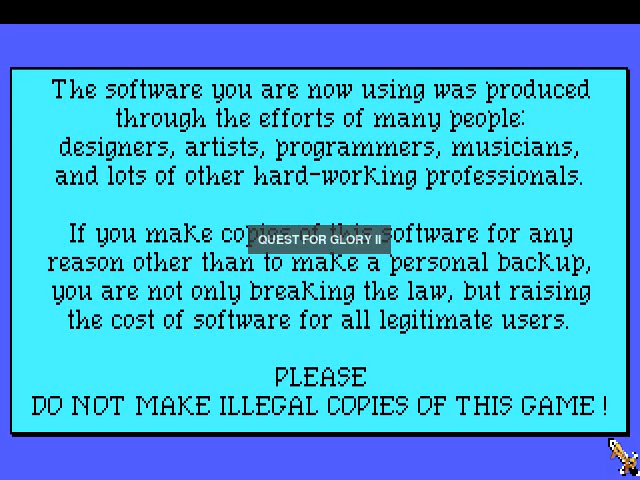 The software you are now using was produced
through the efforts of many people:
designers, artists, programmers, musicians,
and lots of other hard-working professionals.
If you make copies of this software for any
reason other than to make a personal backup,
you are not only breaking the law, but raising
the cost of software for all legitimate users.
PLEASE
DO NOT MAKE ILLEGAL COPIES OF THIS GAME !
QUEST FOR GLORY II